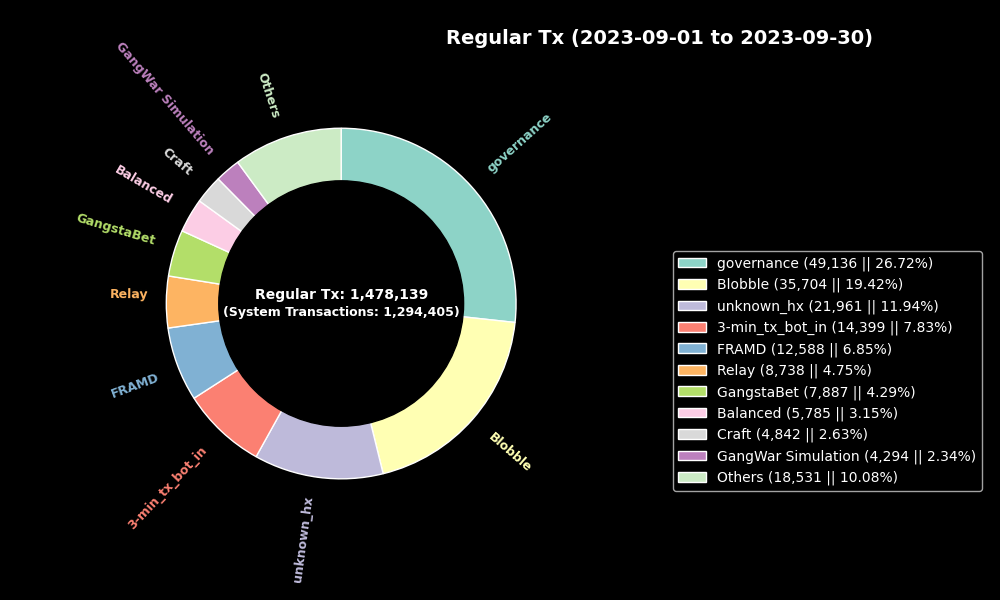 Regular Tx (2023-09-01 to 2023-09-30)
GangWar Simulation
Others
governance
Craft
Balanced
GangstaBet
Relay
FRAMD
3-min_tx_bot_in
unknown_hx
Blobble
Regular Tx: 1,478,139
(System Transactions: 1,294,405)
governance (49,136 || 26.72%)
Blobble (35,704 || 19.42%)
unknown_hx (21,961 || 11.94%)
3-min_tx_bot_in (14,399 || 7.83%)
FRAMD (12,588 || 6.85%)
Relay (8,738 || 4.75%)
GangstaBet (7,887 || 4.29%)
Balanced (5,785 || 3.15%)
Craft (4,842 || 2.63%)
GangWar Simulation (4,294 || 2.34%)
Others (18,531 || 10.08%)